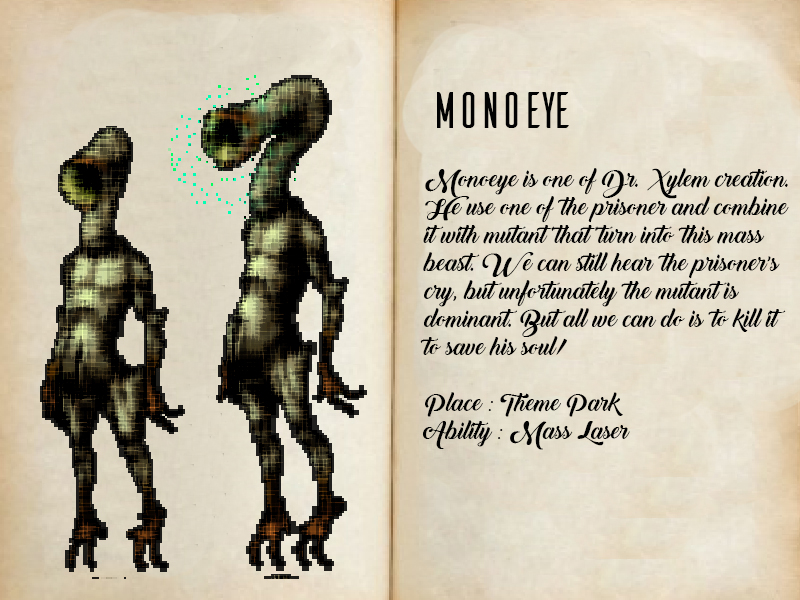 MONOEYE
Monoeye is one of Dr. Xylem creation.
He use one of the prisoner and combine
it with mutant that turn into this mass
beast. We can still hear the prisoner's
cry, but unfortunately the mutant is
dominant. But all we can do is to kill it
to save his soul!
Place : Theme Park
Ability : Mass Laser